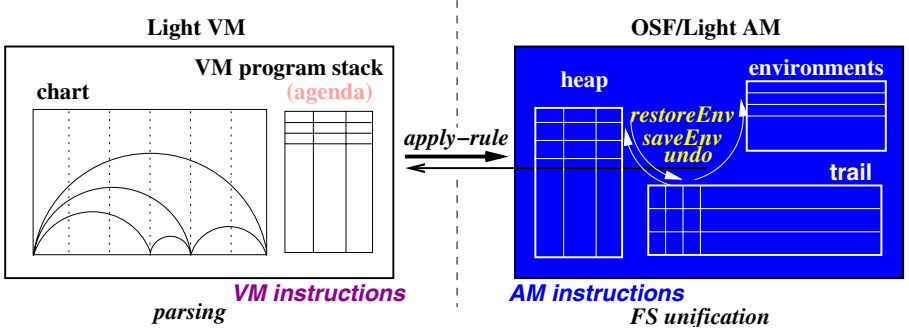 Light VM
VM program stack
(agenda)
chart
apply−rule
VM instructions
parsing
OSF/Light AM
heap
environments
restoreEnv
saveEnv
undo
trail
AM instructions
FS unification